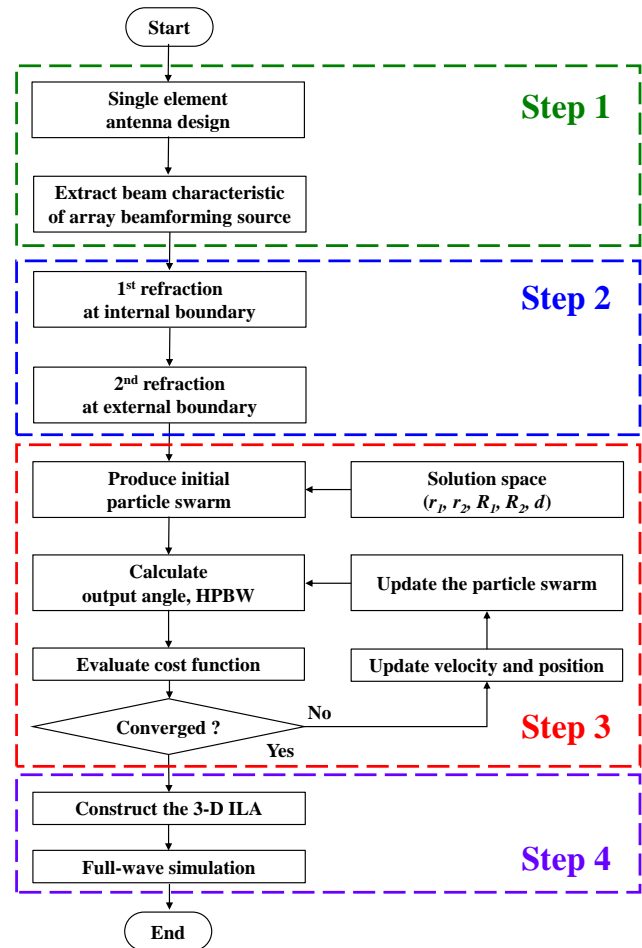 Start
Single element
antenna design
Step 1
Extract beam characteristic
of array beamforming source
1st refraction
at internal boundary
Step 2
2nd refraction
at external boundary
Produce initial
particle swarm
Solution space
(r1, r2, R1, R2, d)
Calculate
output angle, HPBW
Update the particle swarm
Evaluate cost function
Update velocity and position
Converged ?
No
Yes
Step 3
Construct the 3-D ILA
Full-wave simulation
Step 4
End